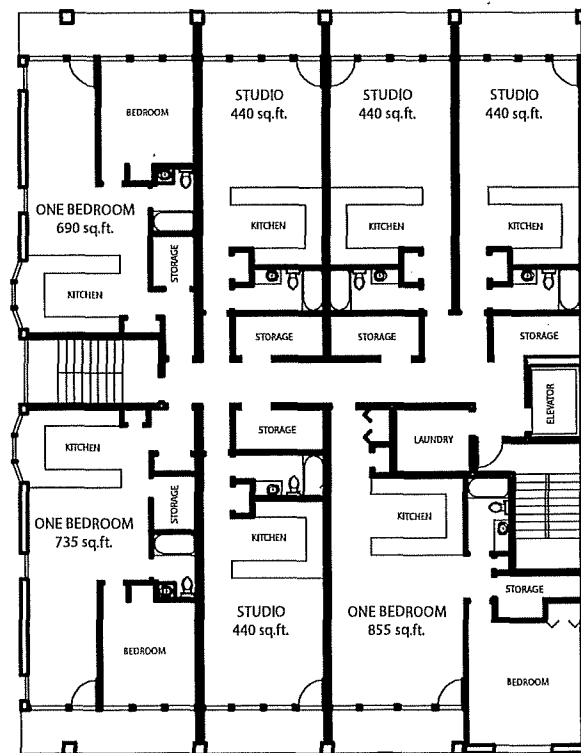 STUDIO
440 sq.ft.
STUDIO
440 sq.ft.
STUDIO
440 sq.ft.
BEDROOM
ONE BEDROOM
690 sq.ft.
KITCHEN
KITCHEN
KITCHEN
STORAGE
KITCHEN
STORAGE
STORAGE
STORAGE
ELEVATOR
STORAGE
LAUNDRY
KITCHEN
STORAGE
KITCHEN
ONE BEDROOM
735 sq.ft.
KITCHEN
STORAGE
STUDIO
440 sq.ft.
ONE BEDROOM
855 sq.ft.
BEDROOM
BEDROOM